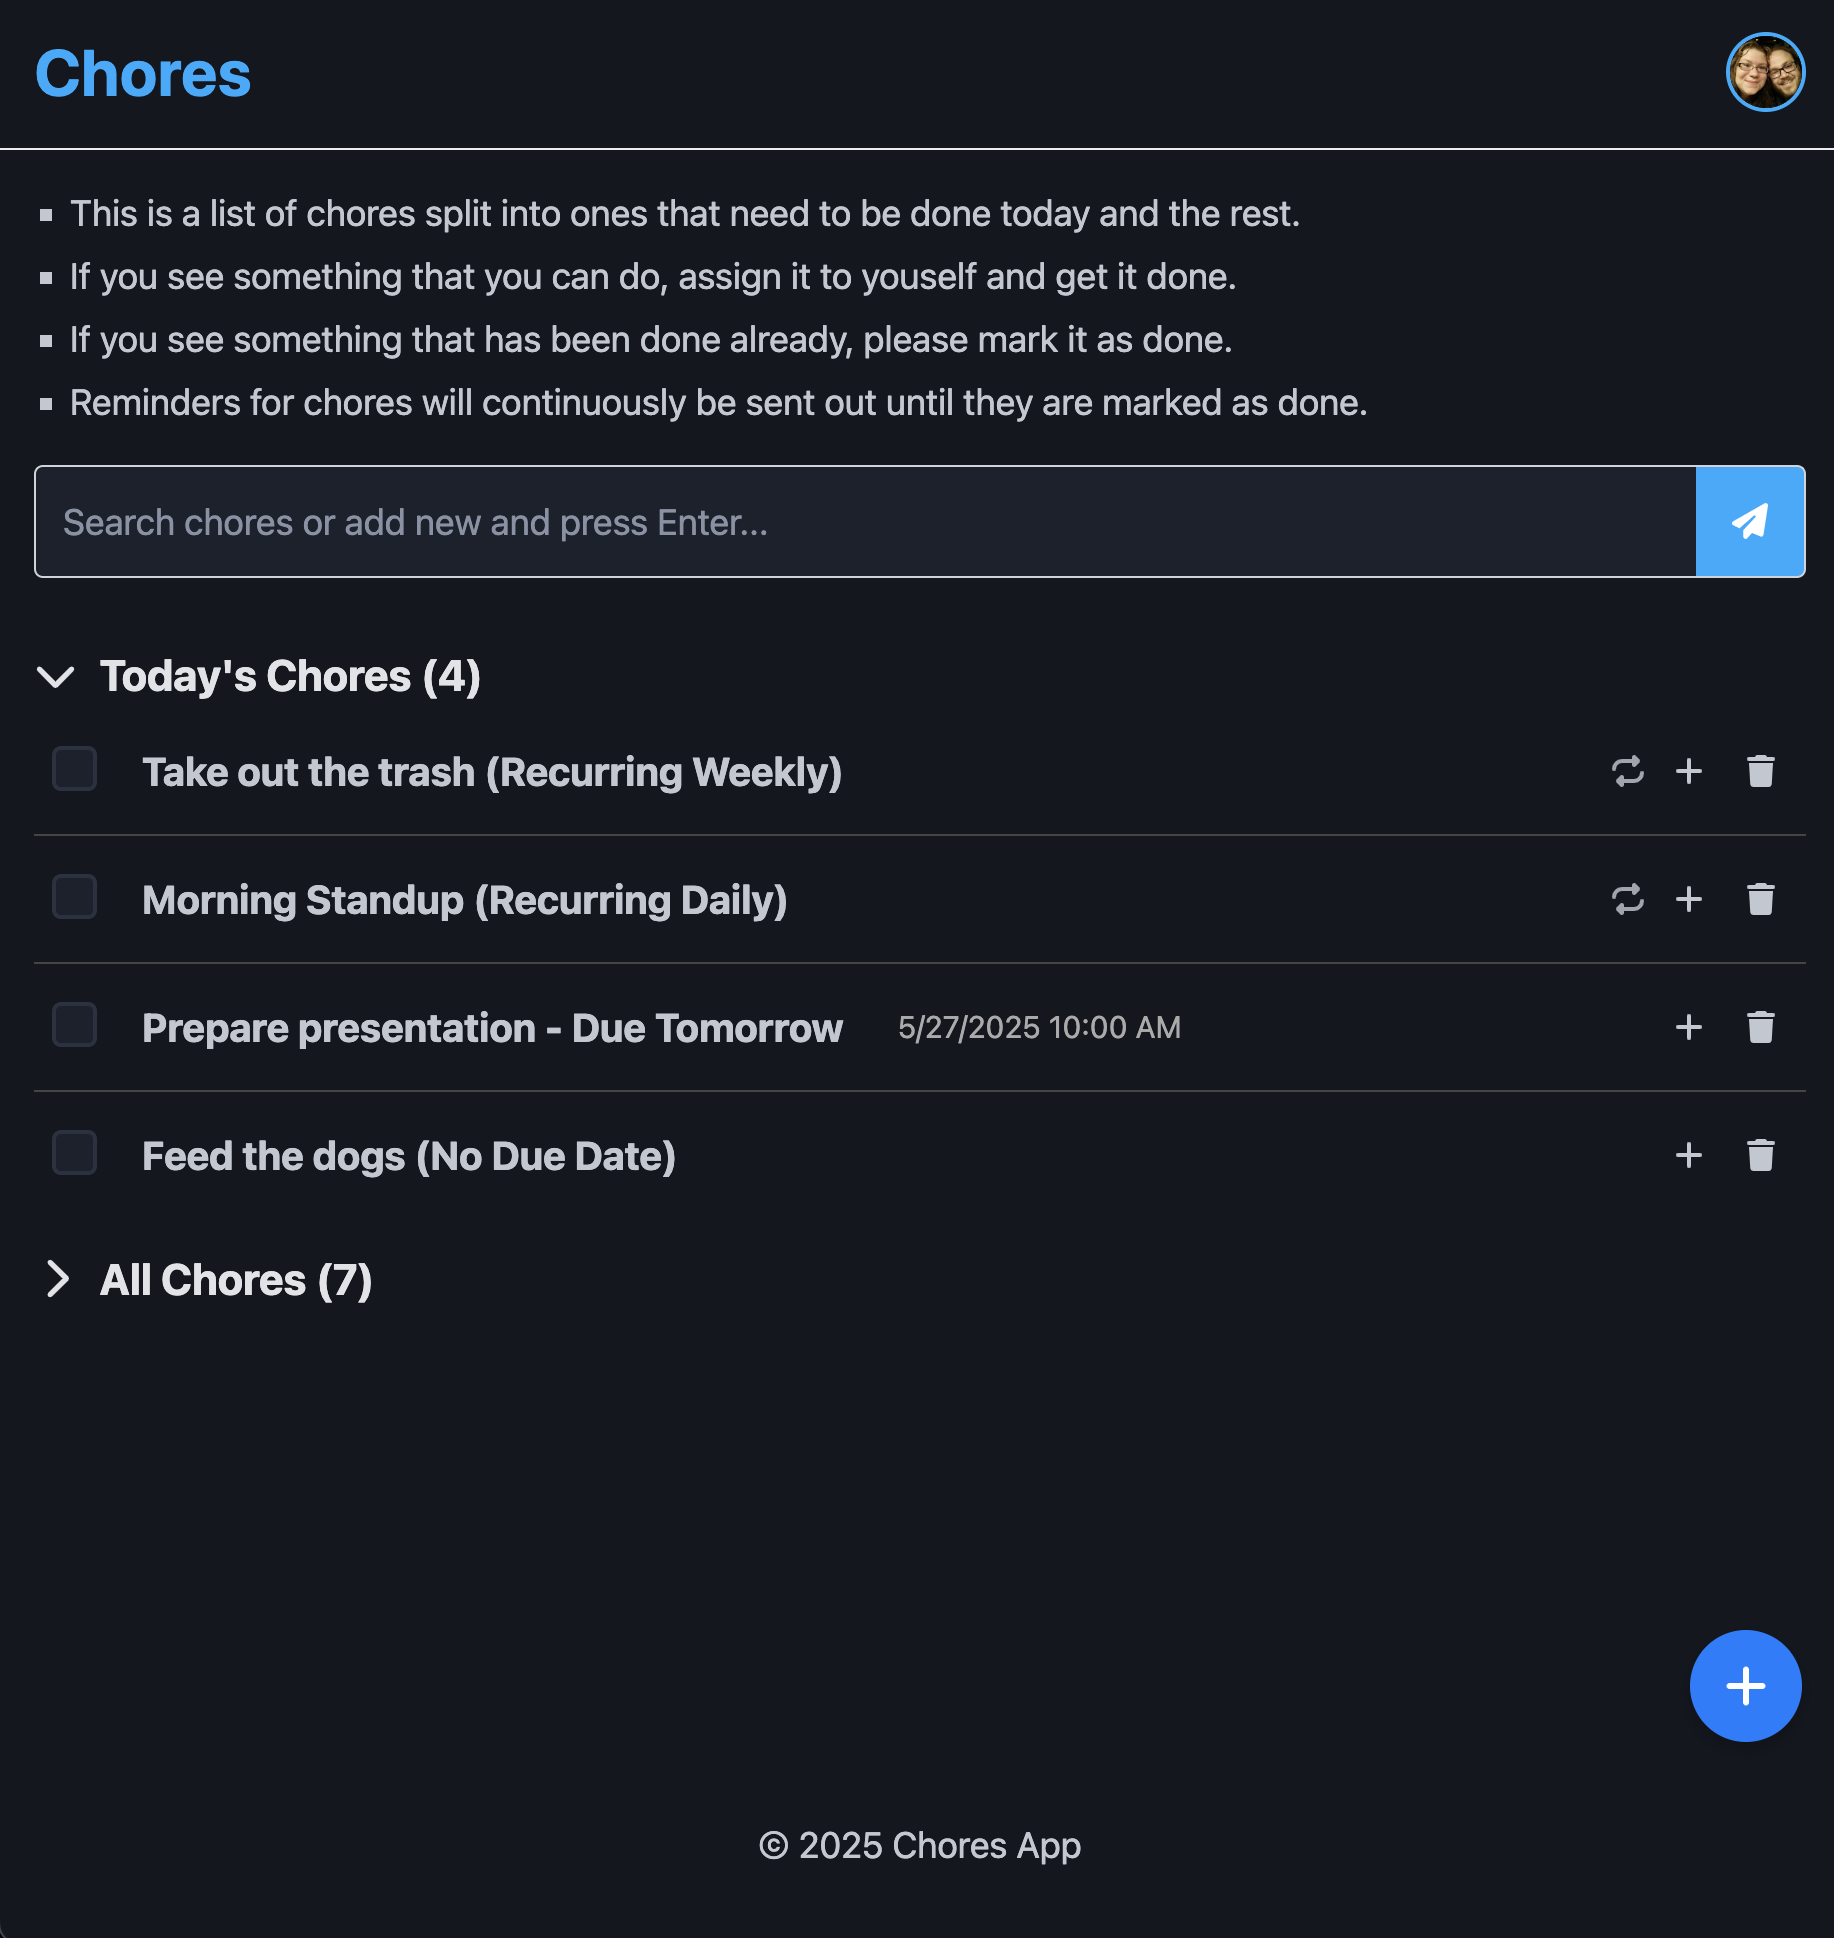 Chores
This is a list of chores split into ones that need to be done today and the rest.
If you see something that you can do, assign it to youself and get it done.
If you see something that has been done already, please mark it as done.
Reminders for chores will continuously be sent out until they are marked as done.
Search chores or add new and press Enter...
Today's Chores (4)
Take out the trash (Recurring Weekly)
Morning Standup (Recurring Daily)
Prepare presentation - Due Tomorrow 5/27/2025 10:00 AM
Feed the dogs (No Due Date)
All Chores (7)
© 2025 Chores App